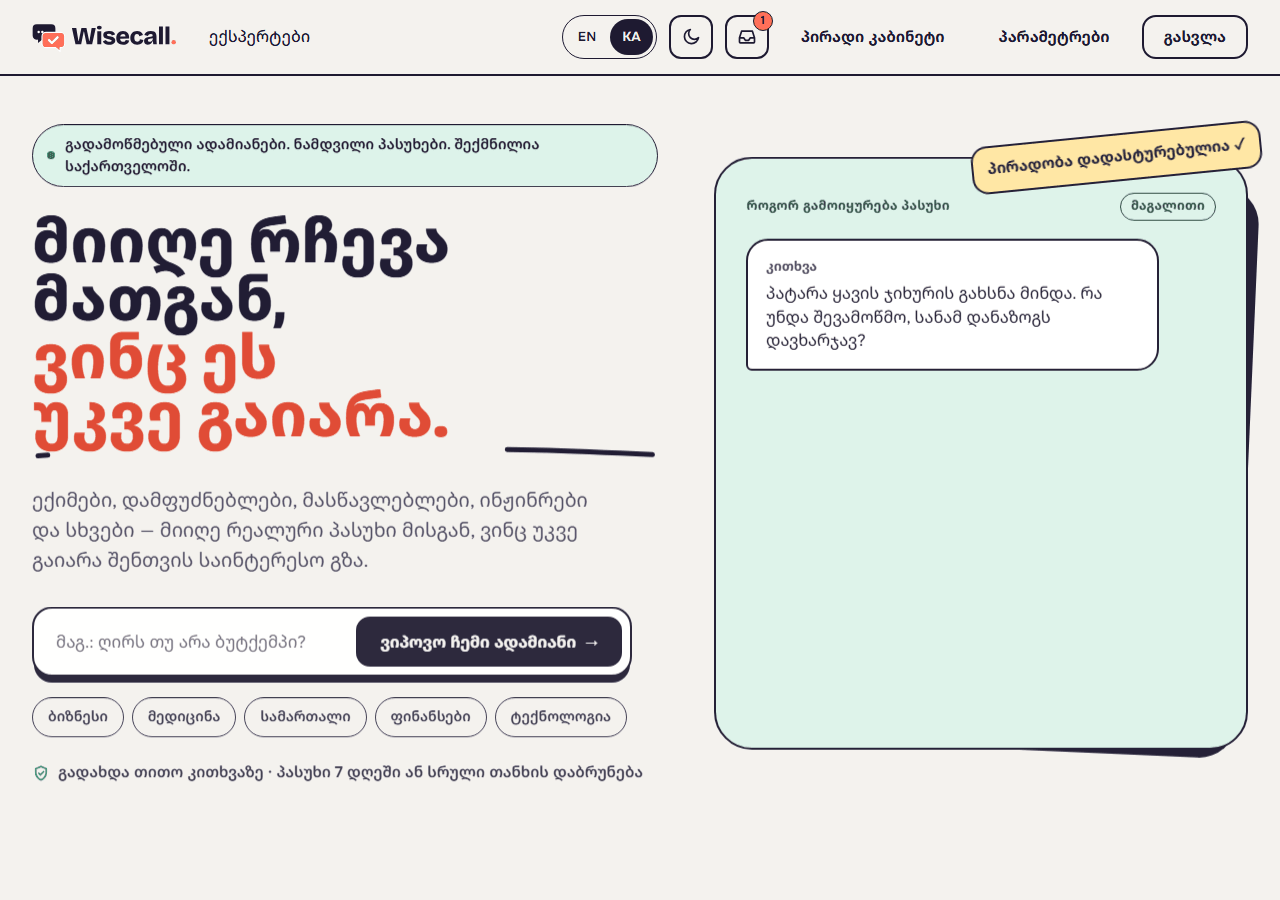 Wisecall.
ექსპერტები
EN
KA
1
პირადი კაბინეტი
პარამეტრები
გასვლა
გადამოწმებული ადამიანები. ნამდვილი პასუხები. შექმნილია
საქართველოში.
მიიღე რჩევა
მათგან,
ვინც ეს
უკვე გაიარა.
ექიმები, დამფუძნებლები, მასწავლებლები, ინჟინრები
და სხვები — მიიღე რეალური პასუხი მისგან, ვინც უკვე
გაიარა შენთვის საინტერესო გზა.
მაგ.: ღირს თუ არა ბუტქემპი?
ვიპოვო ჩემი ადამიანი →
ბიზნესი
მედიცინა
სამართალი
ფინანსები
ტექნოლოგია
გადახდა თითო კითხვაზე · პასუხი 7 დღეში ან სრული თანხის დაბრუნება
პირადობა დადასტურებულია ✓
როგორ გამოიყურება პასუხი
მაგალითი
კითხვა
პატარა ყავის ჯიხურის გახსნა მინდა. რა
უნდა შევამოწმო, სანამ დანაზოგს
დავხარჯავ?